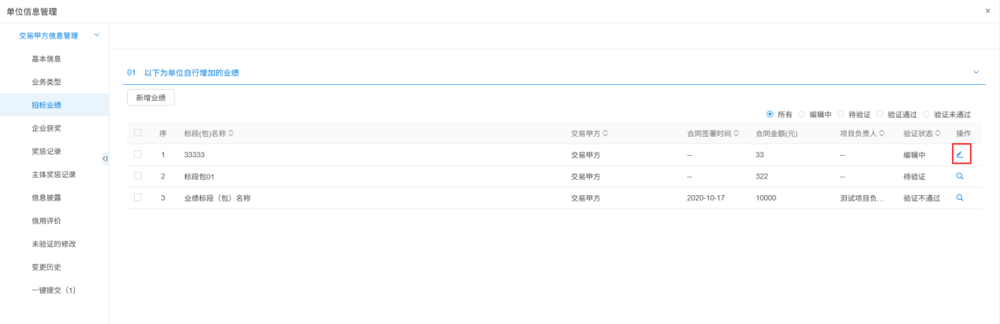 单位信息管理 ×
交易甲方信息管理
基本信息
业务类型
招标业绩
企业获奖
奖惩记录
主体奖惩记录
信息披露
信用评价
未验证的修改
变更历史
一键提交（1）
01 以下为单位自行增加的业绩
新增业绩
所有 编辑中 待验证 验证通过 验证未通过
序 标段(包)名称 交易甲方 合同签署时间 合同金额(元) 项目负责人 验证状态 操作
1 33333 交易甲方 -- 33 -- 编辑中
2 标段包01 交易甲方 -- 322 -- 待验证
3 业绩标段（包）名称 交易甲方 2020-10-17 10000 测试项目负... 验证不通过